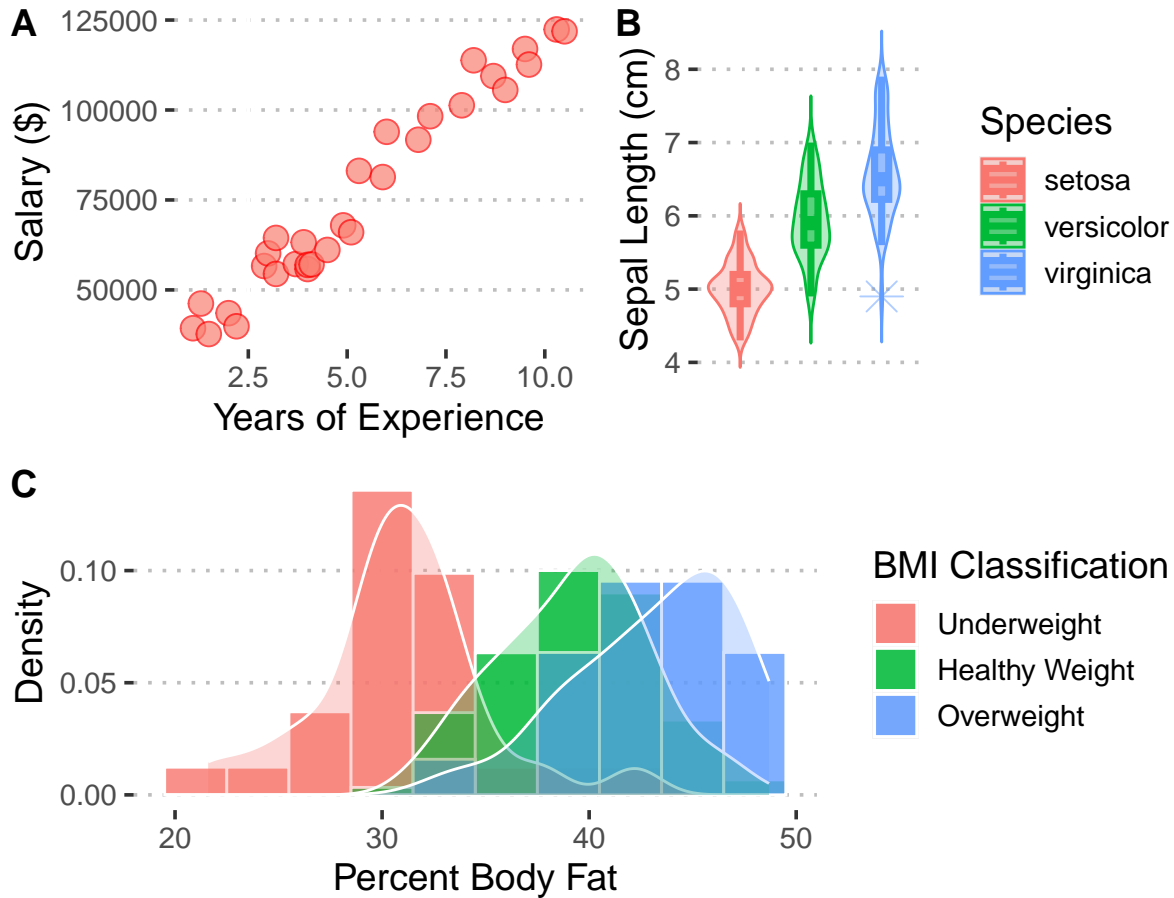 A
125000
100000
75000
50000
Salary ($)
2.5 5.0 7.5 10.0
Years of Experience
B
8
7
6
5
4
Sepal Length (cm)
Species
setosa
versicolor
virginica
C
0.10
0.05
0.00
Density
20 30 40 50
Percent Body Fat
BMI Classification
Underweight
Healthy Weight
Overweight